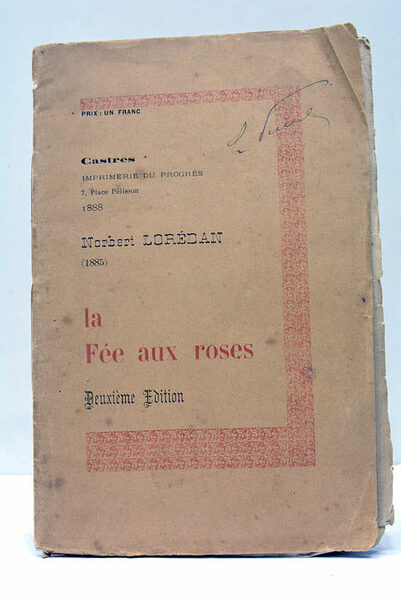 PRIX : UN FRANC
Castres
IMPRIMERIE DU PROGRÈS
7, Place Pélisson
1888
Norbert LORÉDAN
(1885)
la
Fée aux roses
Deuxième Edition